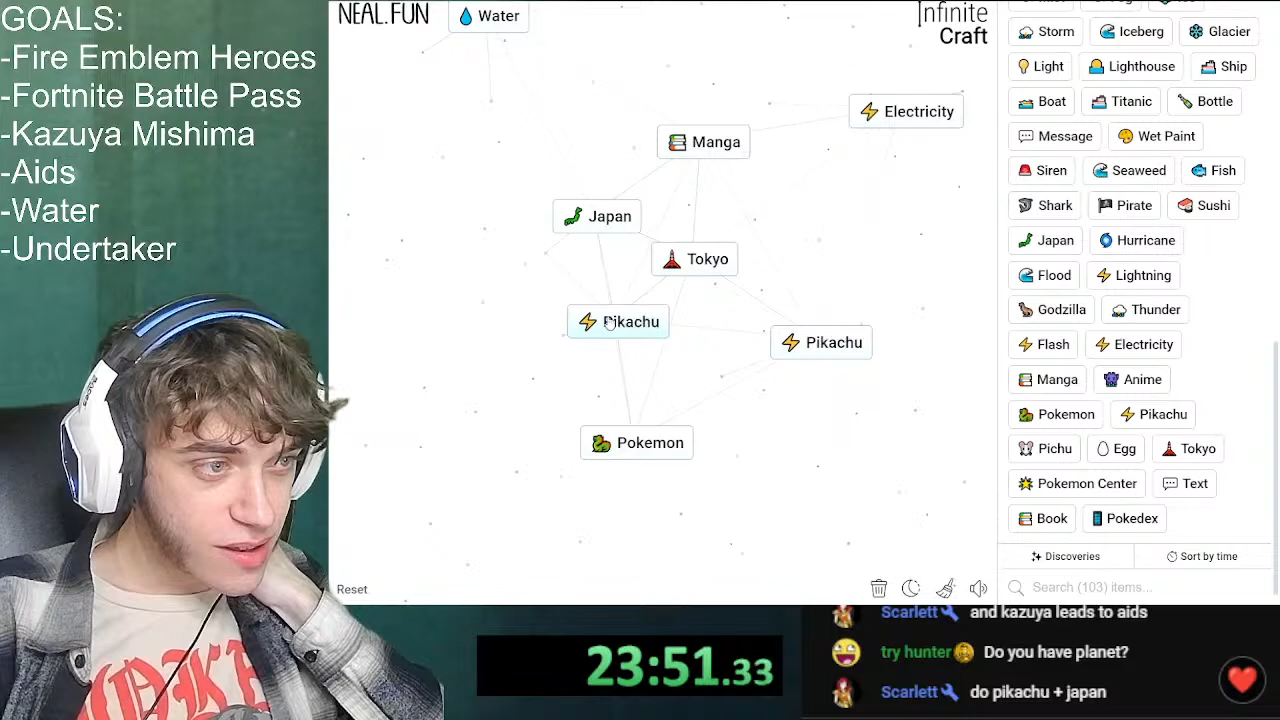 GOALS:
-Fire Emblem Heroes
-Fortnite Battle Pass
-Kazuya Mishima
-Aids
-Water
-Undertaker
NEAL.FUN
Water
Infinite
Craft
Electricity
Manga
Japan
Tokyo
Pikachu
Pikachu
Pokemon
Reset
Storm Iceberg Glacier
Light Lighthouse Ship
Boat Titanic Bottle
Message Wet Paint
Siren Seaweed Fish
Shark Pirate Sushi
Japan Hurricane
Flood Lightning
Godzilla Thunder
Flash Electricity
Manga Anime
Pokemon Pikachu
Pichu Egg Tokyo
Pokemon Center Text
Book Pokedex
Discoveries Sort by time
Search (103) items...
23:51.33
Scarlett and kazuya leads to aids
try hunter Do you have planet?
Scarlett do pikachu + japan